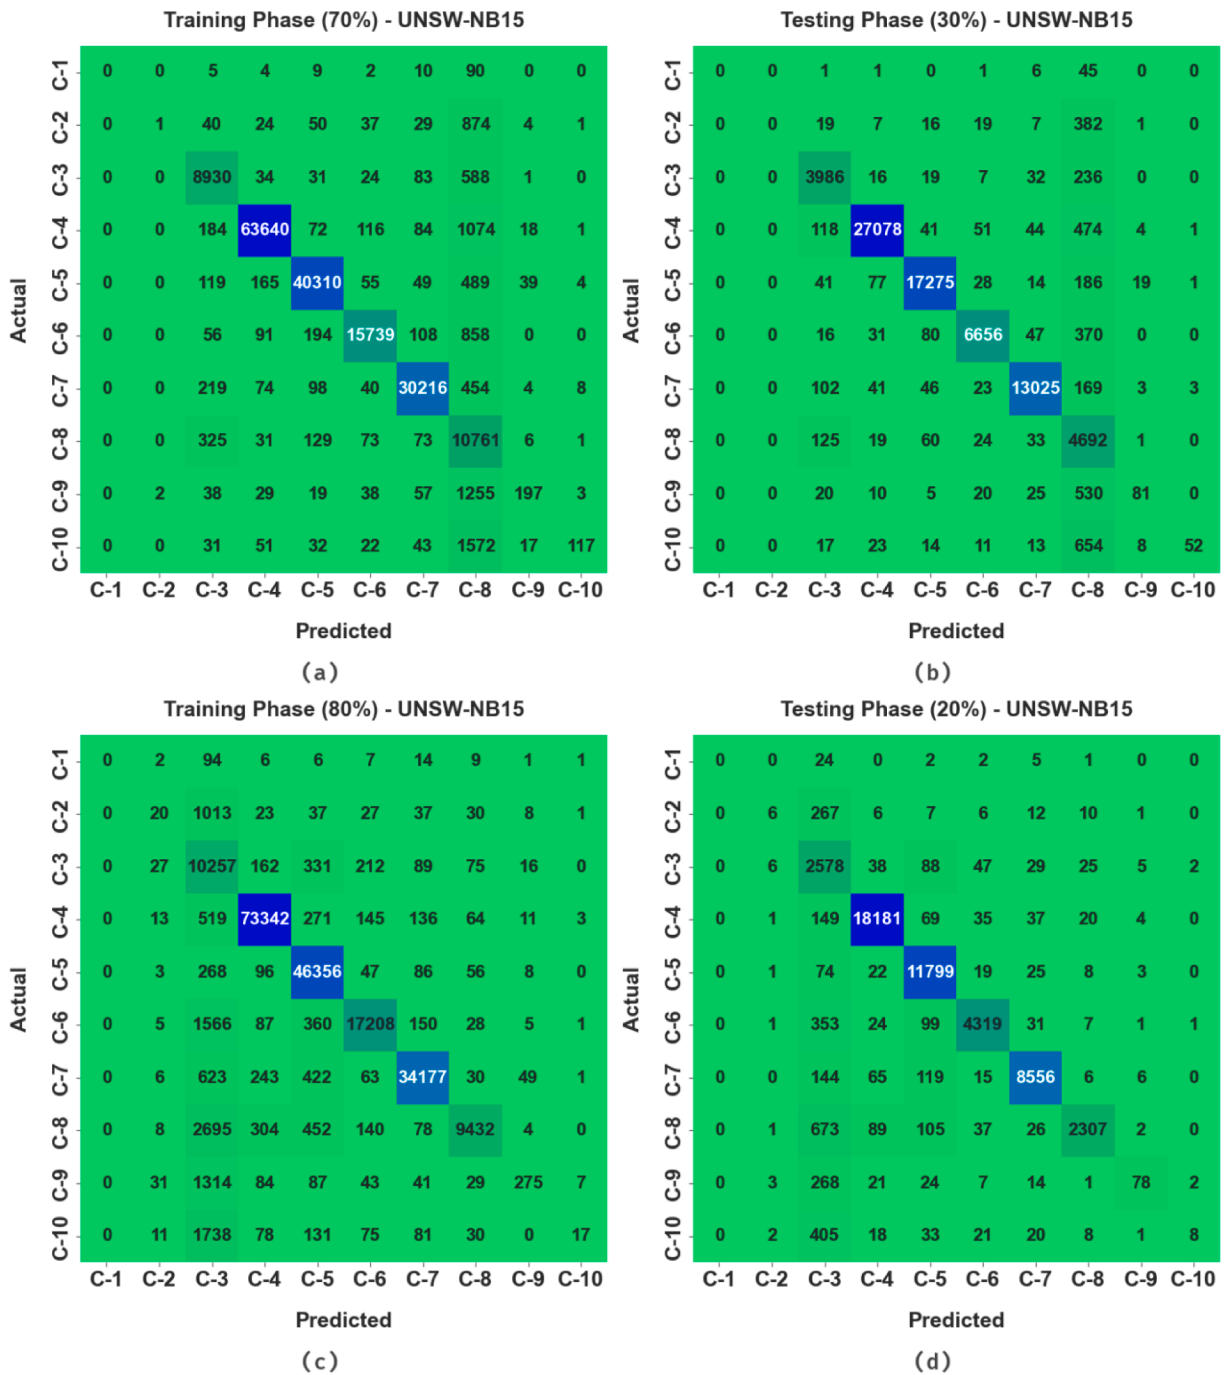 Training Phase (70%) - UNSW-NB15
C-1 0 0 5 4 9 2 10 90 0 0
C-2 0 1 40 24 50 37 29 874 4 1
C-3 0 0 8930 34 31 24 83 588 1 0
C-4 0 0 184 63640 72 116 84 1074 18 1
C-5 0 0 119 165 40310 55 49 489 39 4
C-6 0 0 56 91 194 15739 108 858 0 0
C-7 0 0 219 74 98 40 30216 454 4 8
C-8 0 0 325 31 129 73 73 10761 6 1
C-9 0 2 38 29 19 38 57 1255 197 3
C-10 0 0 31 51 32 22 43 1572 17 117
C-1 C-2 C-3 C-4 C-5 C-6 C-7 C-8 C-9 C-10
Actual
Predicted
(a)
Testing Phase (30%) - UNSW-NB15
C-1 0 0 1 1 0 1 6 45 0 0
C-2 0 0 19 7 16 19 7 382 1 0
C-3 0 0 3986 16 19 7 32 236 0 0
C-4 0 0 118 27078 41 51 44 474 4 1
C-5 0 0 41 77 17275 28 14 186 19 1
C-6 0 0 16 31 80 6656 47 370 0 0
C-7 0 0 102 41 46 23 13025 169 3 3
C-8 0 0 125 19 60 24 33 4692 1 0
C-9 0 0 20 10 5 20 25 530 81 0
C-10 0 0 17 23 14 11 13 654 8 52
C-1 C-2 C-3 C-4 C-5 C-6 C-7 C-8 C-9 C-10
Actual
Predicted
(b)
Training Phase (80%) - UNSW-NB15
C-1 0 2 94 6 6 7 14 9 1 1
C-2 0 20 1013 23 37 27 37 30 8 1
C-3 0 27 10257 162 331 212 89 75 16 0
C-4 0 13 519 73342 271 145 136 64 11 3
C-5 0 3 268 96 46356 47 86 56 8 0
C-6 0 5 1566 87 360 17208 150 28 5 1
C-7 0 6 623 243 422 63 34177 30 49 1
C-8 0 8 2695 304 452 140 78 9432 4 0
C-9 0 31 1314 84 87 43 41 29 275 7
C-10 0 11 1738 78 131 75 81 30 0 17
C-1 C-2 C-3 C-4 C-5 C-6 C-7 C-8 C-9 C-10
Actual
Predicted
(c)
Testing Phase (20%) - UNSW-NB15
C-1 0 0 24 0 2 2 5 1 0 0
C-2 0 6 267 6 7 6 12 10 1 0
C-3 0 6 2578 38 88 47 29 25 5 2
C-4 0 1 149 18181 69 35 37 20 4 0
C-5 0 1 74 22 11799 19 25 8 3 0
C-6 0 1 353 24 99 4319 31 7 1 1
C-7 0 0 144 65 119 15 8556 6 6 0
C-8 0 1 673 89 105 37 26 2307 2 0
C-9 0 3 268 21 24 7 14 1 78 2
C-10 0 2 405 18 33 21 20 8 1 8
C-1 C-2 C-3 C-4 C-5 C-6 C-7 C-8 C-9 C-10
Actual
Predicted
(d)